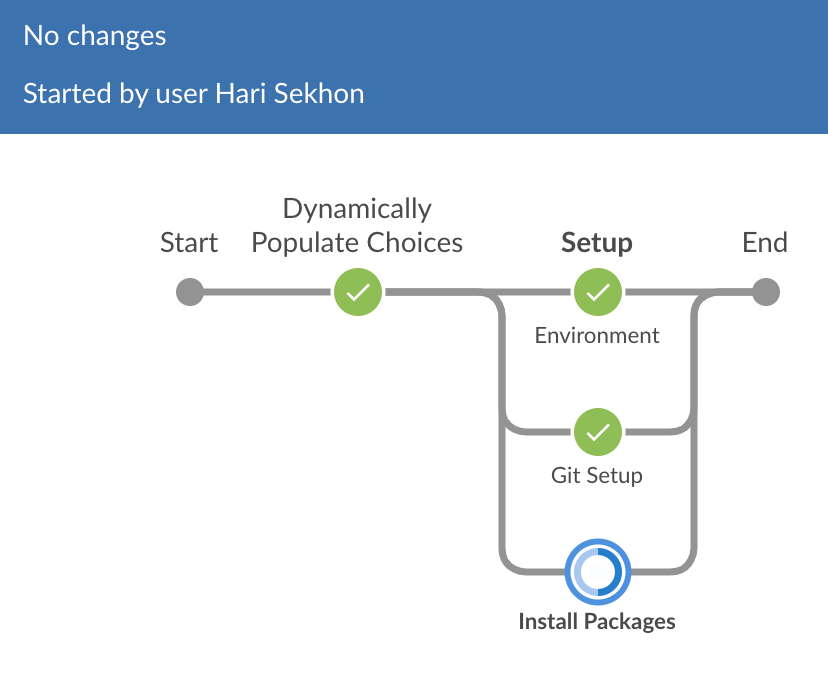 No changes
Started by user Hari Sekhon
Dynamically
Start Populate Choices Setup End
Environment
Git Setup
Install Packages